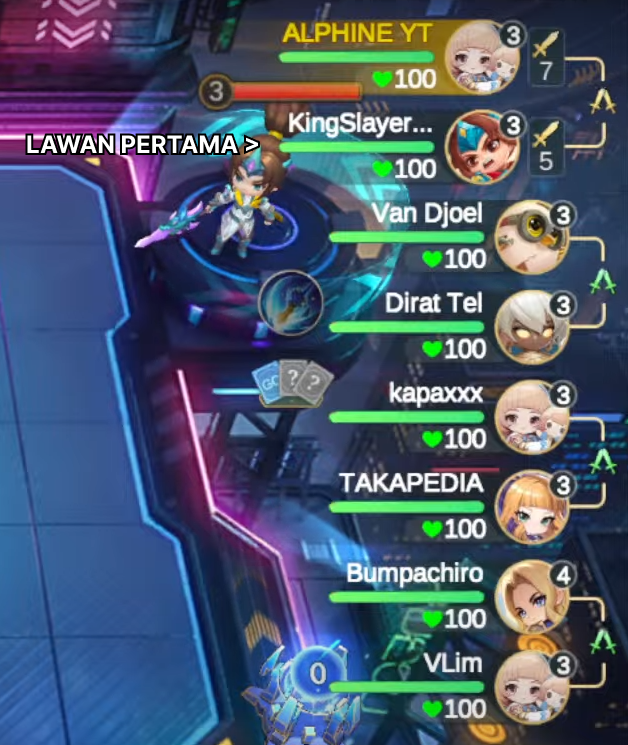 ALPHINE YT
3
7
100
3
KingSlayer...
3
LAWAN PERTAMA >
5
100
Van Djoel
3
100
Dirat Tel
3
100
GO ? ?
kapaxxx
3
100
TAKAPEDIA
3
100
Bumpachiro
4
100
VLim
3
0
100